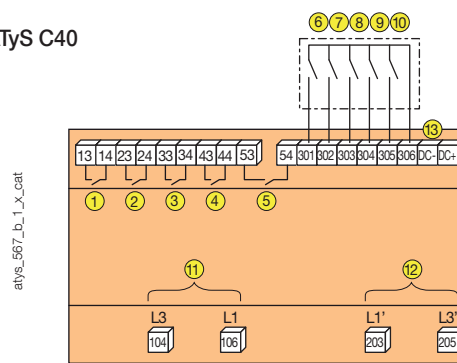 TyS C40
6 7 8 9 10
13
13 14 23 24 33 34 43 44 53 54 301 302 303 304 305 306 DC- DC+
1 2 3 4 5
atys_567_b_1_x_cat
11 12
L3 L1 L1' L3'
104 106 203 205